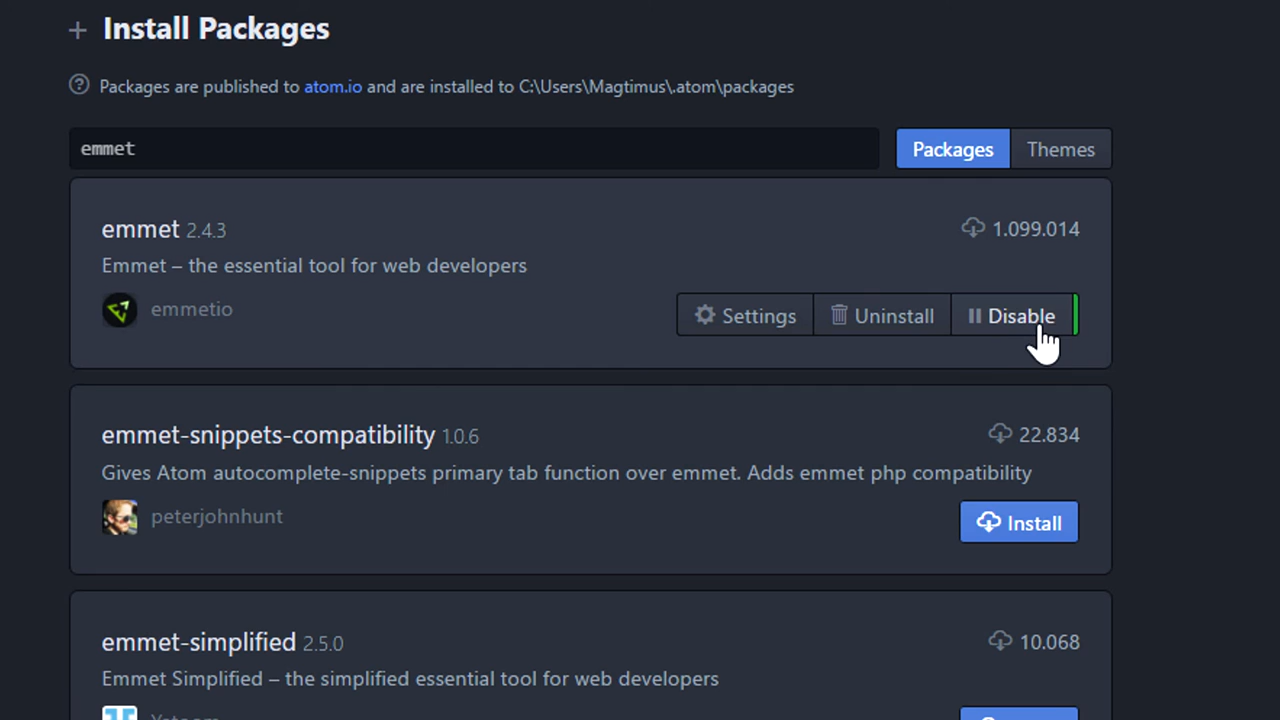 Install Packages
Packages are published to atom.io and are installed to C:\Users\Magtimus\.atom\packages
emmet
Packages
Themes
emmet 2.4.3
1.099.014
Emmet – the essential tool for web developers
emmetio
Settings
Uninstall
Disable
emmet-snippets-compatibility 1.0.6
22.834
Gives Atom autocomplete-snippets primary tab function over emmet. Adds emmet php compatibility
peterjohnhunt
Install
emmet-simplified 2.5.0
10.068
Emmet Simplified – the simplified essential tool for web developers